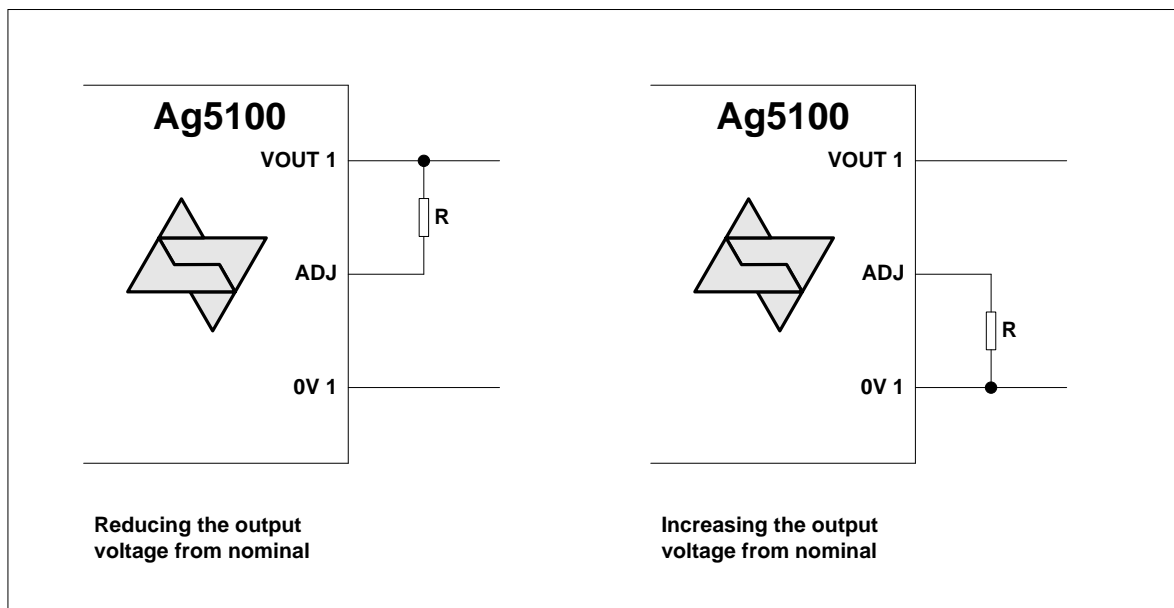 Ag5100
VOUT 1
R
ADJ
0V 1
Reducing the output
voltage from nominal
Ag5100
VOUT 1
ADJ
R
0V 1
Increasing the output
voltage from nominal